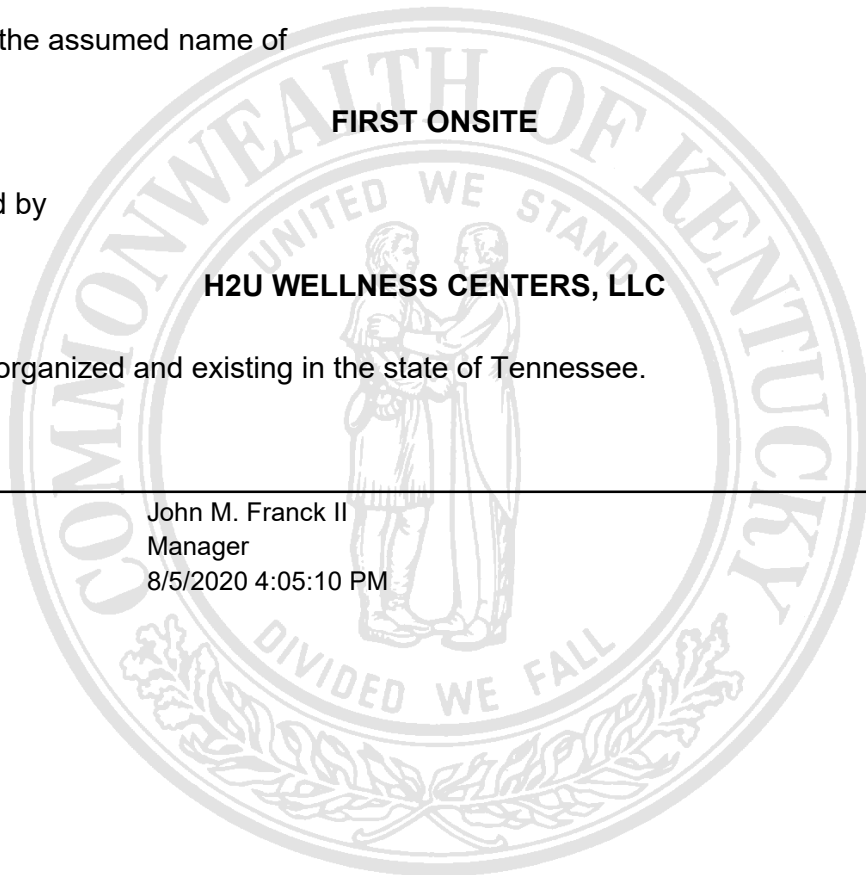 the assumed name of
FIRST ONSITE
d by
H2U WELLNESS CENTERS, LLC
organized and existing in the state of Tennessee.
John M. Franck II
Manager
8/5/2020 4:05:10 PM
COMMONWEALTH OF KENTUCKY
UNITED WE STAND
DIVIDED WE FALL